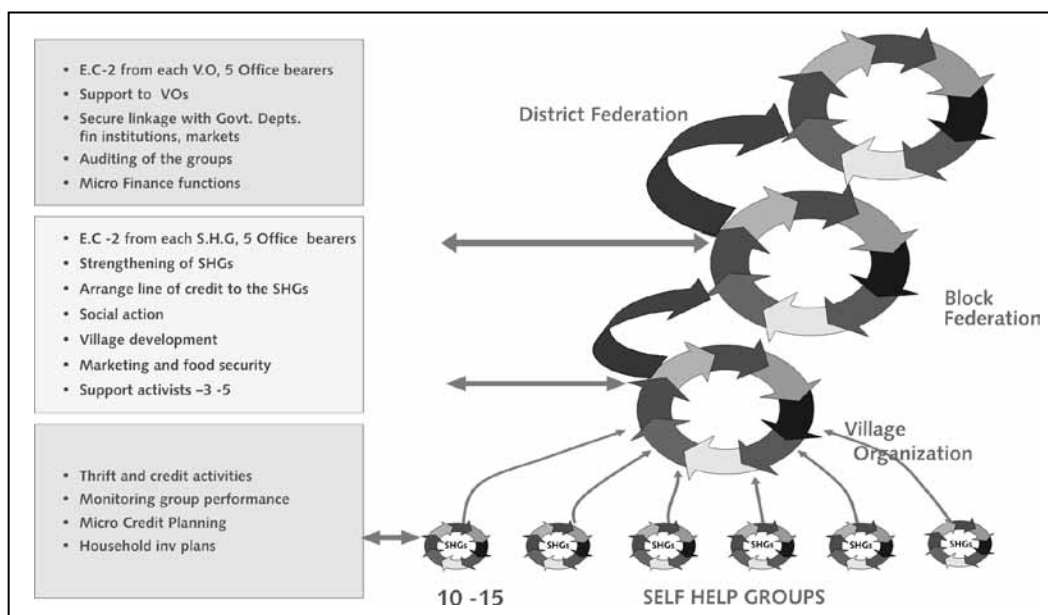 • E.C-2 from each V.O, 5 Office bearers
• Support to VOs
• Secure linkage with Govt. Depts.
fin institutions, markets
• Auditing of the groups
• Micro Finance functions
• E.C -2 from each S.H.G, 5 Office bearers
• Strengthening of SHGs
• Arrange line of credit to the SHGs
• Social action
• Village development
• Marketing and food security
• Support activists –3 -5
• Thrift and credit activities
• Monitoring group performance
• Micro Credit Planning
• Household inv plans
District Federation
Block
Federation
Village
Organization
SHGs
SHGs
SHGs
SHGs
SHGs
SHGs
10 -15
SELF HELP GROUPS